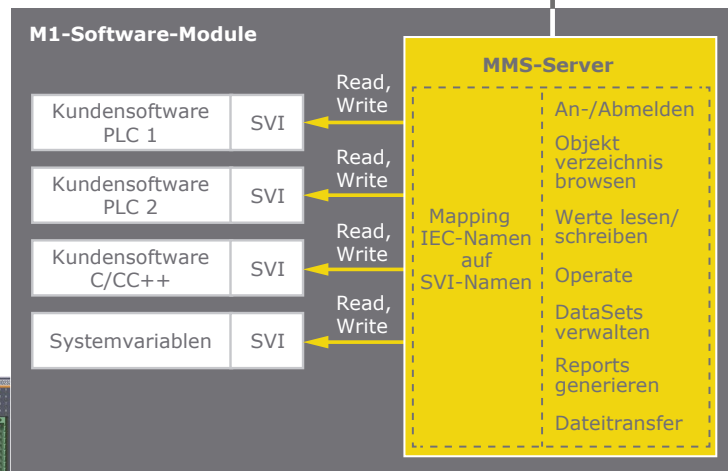 M1-Software-Module
Kundensoftware
PLC 1
SVI
Read,
Write
Kundensoftware
PLC 2
SVI
Read,
Write
Kundensoftware
C/CC++
SVI
Read,
Write
Systemvariablen
SVI
Read,
Write
MMS-Server
Mapping
IEC-Namen
auf
SVI-Namen
An-/Abmelden
Objekt
verzeichnis
browsen
Werte lesen/
schreiben
Operate
DataSets
verwalten
Reports
generieren
Dateitransfer